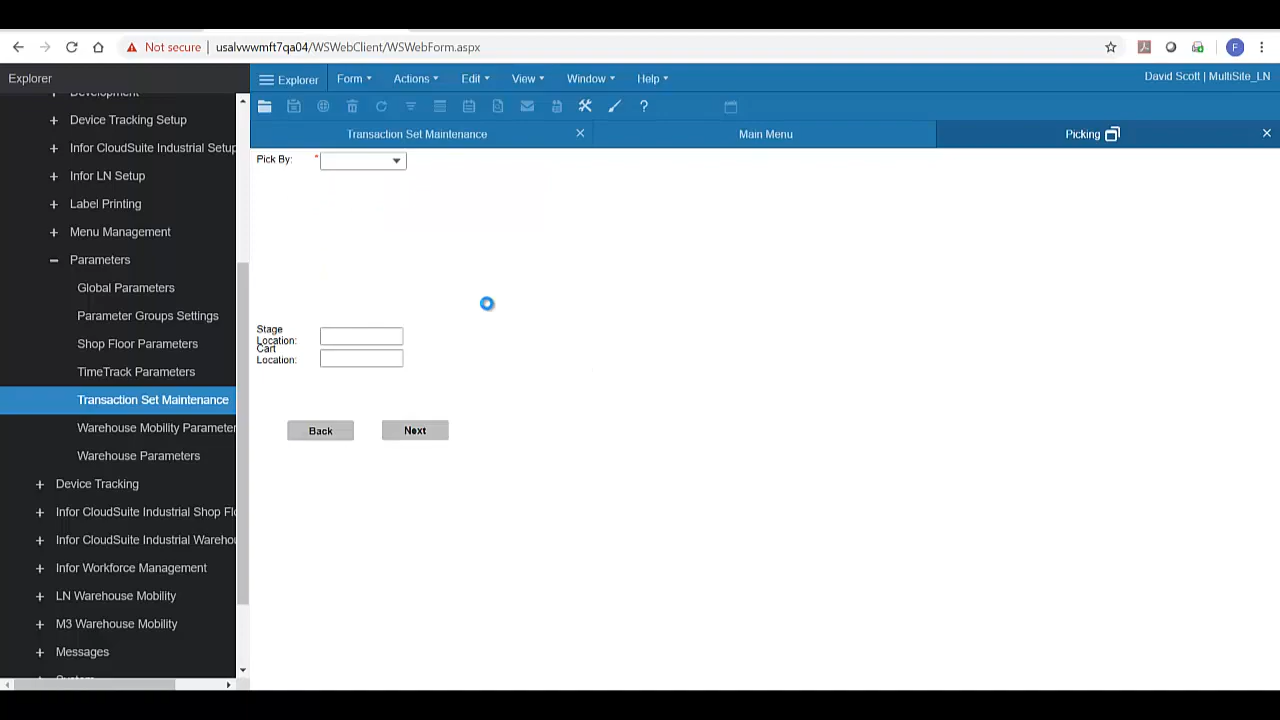 Not secure usalvwwmft7qa04/WSWebClient/WSWebForm.aspx F
Explorer
Explorer Form Actions Edit View Window Help David Scott | MultiSite_LN
Transaction Set Maintenance Main Menu Picking
Development
Device Tracking Setup
Infor CloudSuite Industrial Setup
Infor LN Setup
Label Printing
Menu Management
Parameters
Global Parameters
Parameter Groups Settings
Shop Floor Parameters
TimeTrack Parameters
Transaction Set Maintenance
Warehouse Mobility Parameter
Warehouse Parameters
Device Tracking
Infor CloudSuite Industrial Shop Flo
Infor CloudSuite Industrial Warehou
Infor Workforce Management
LN Warehouse Mobility
M3 Warehouse Mobility
Messages
Pick By: *
Stage
Location:
Cart
Location:
Back Next